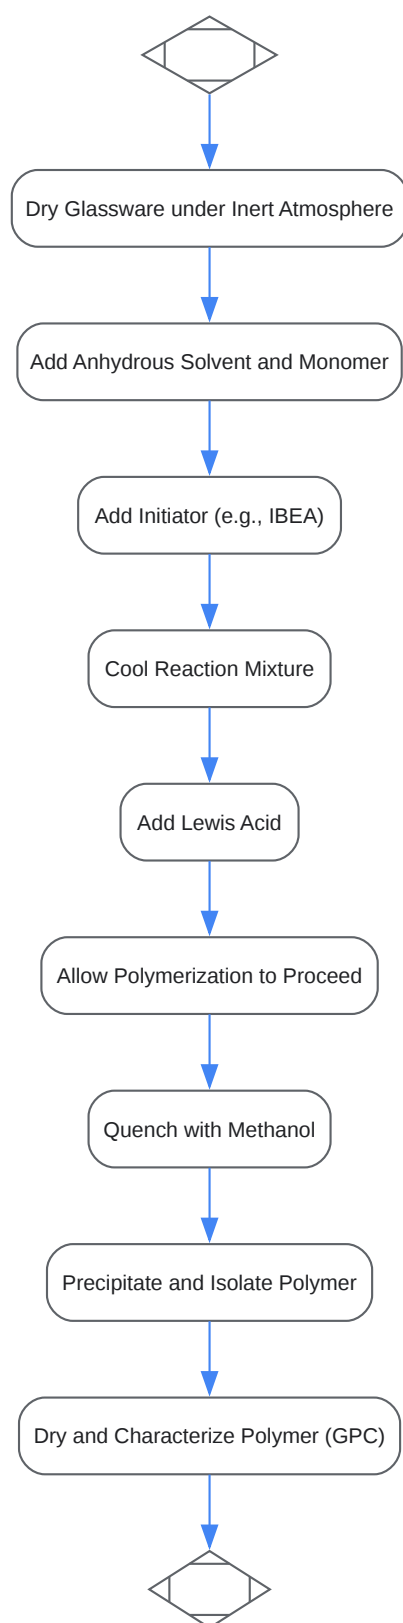 Dry Glassware under Inert Atmosphere
Add Anhydrous Solvent and Monomer
Add Initiator (e.g., IBEA)
Cool Reaction Mixture
Add Lewis Acid
Allow Polymerization to Proceed
Quench with Methanol
Precipitate and Isolate Polymer
Dry and Characterize Polymer (GPC)